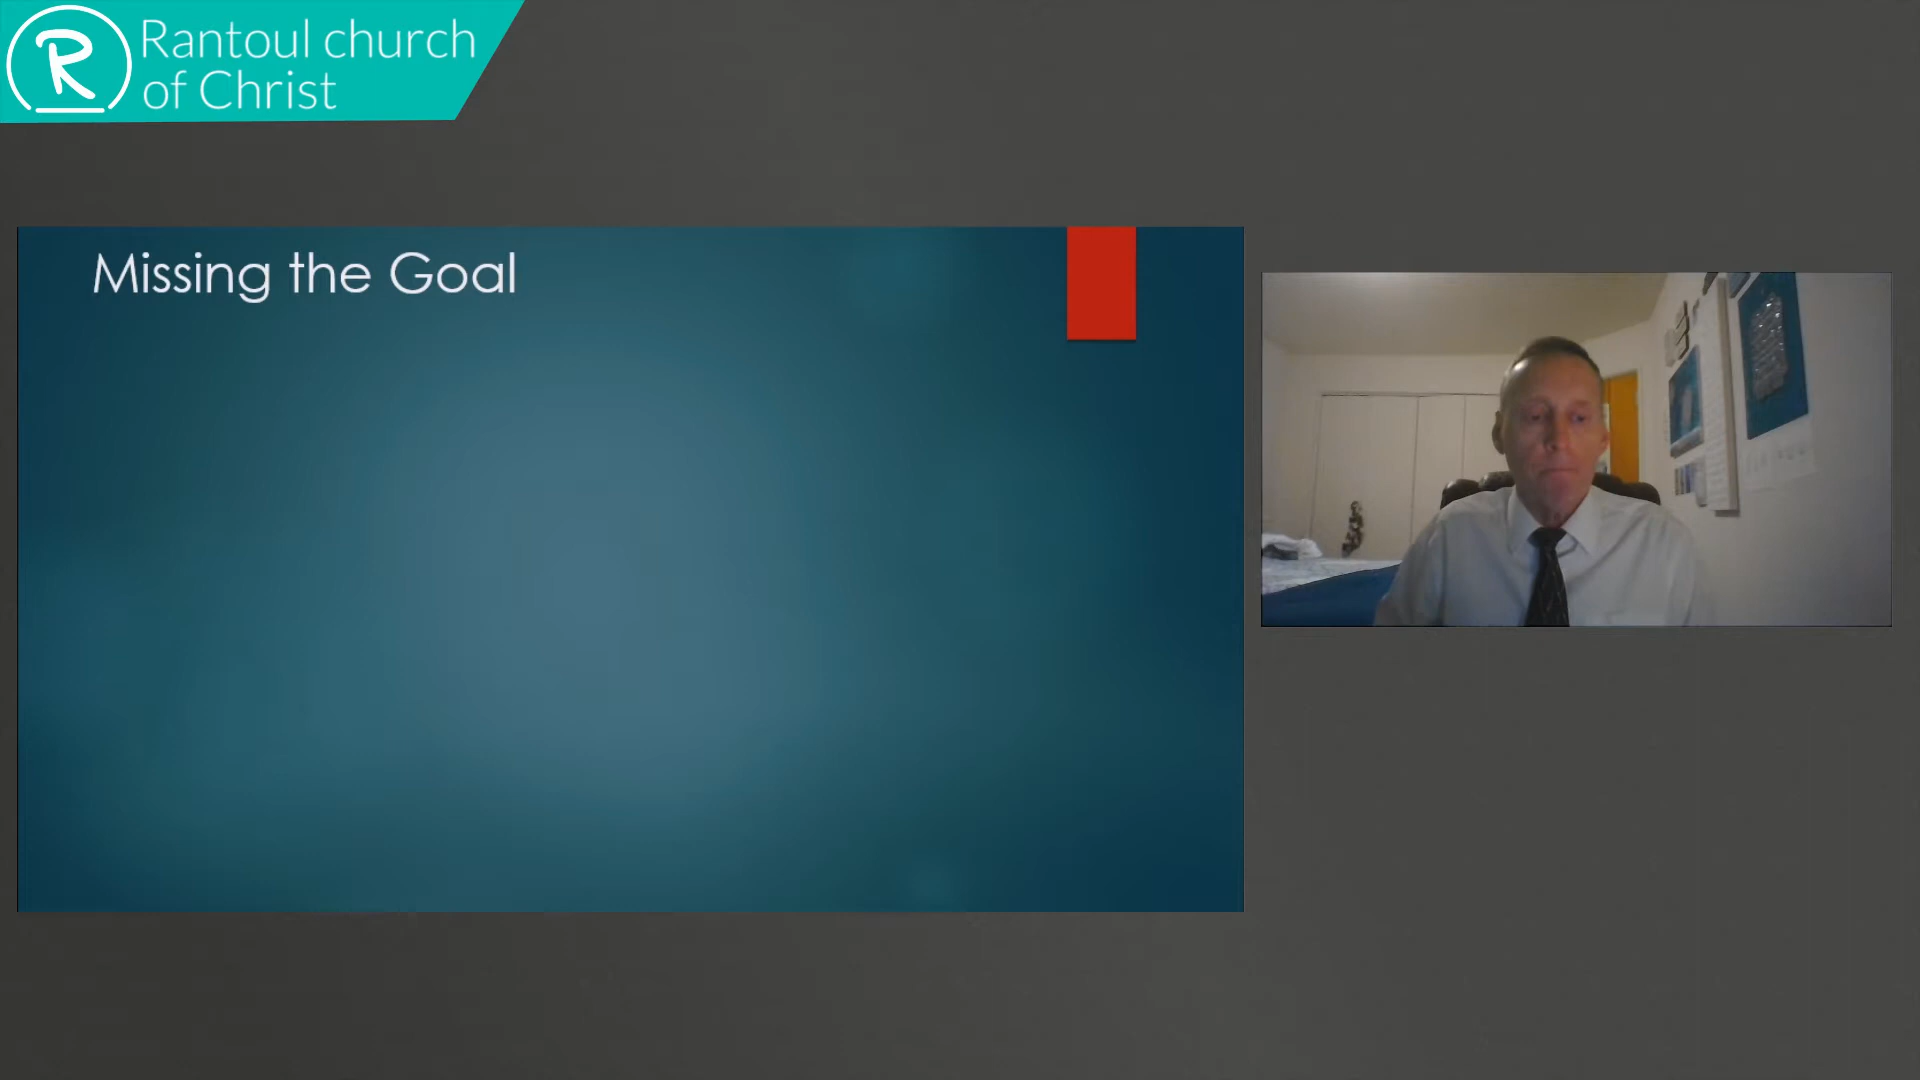 Rantoul church
of Christ
Missing the Goal